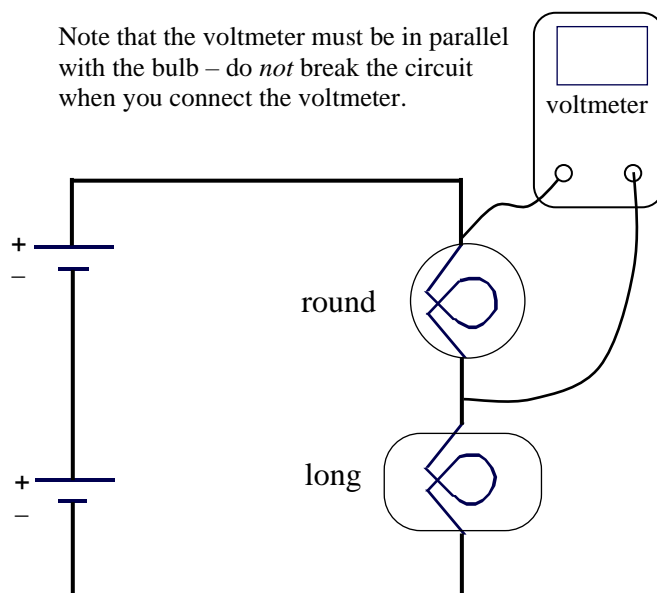 Note that the voltmeter must be in parallel
with the bulb – do not break the circuit
when you connect the voltmeter.
voltmeter
+
–
round
long
+
–